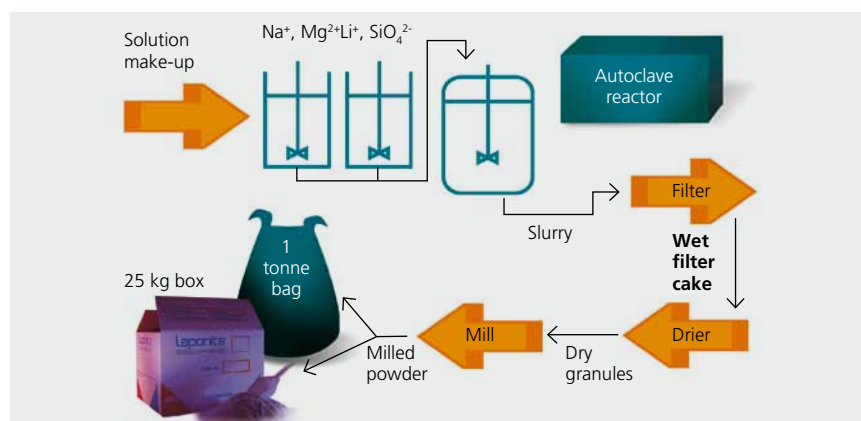 Solution
make-up
Na⁺, Mg²⁺Li⁺, SiO₄²⁻
Autoclave
reactor
Filter
Slurry
Wet
filter
cake
Drier
Dry
granules
Mill
Milled
powder
1
tonne
bag
25 kg box
Laponite